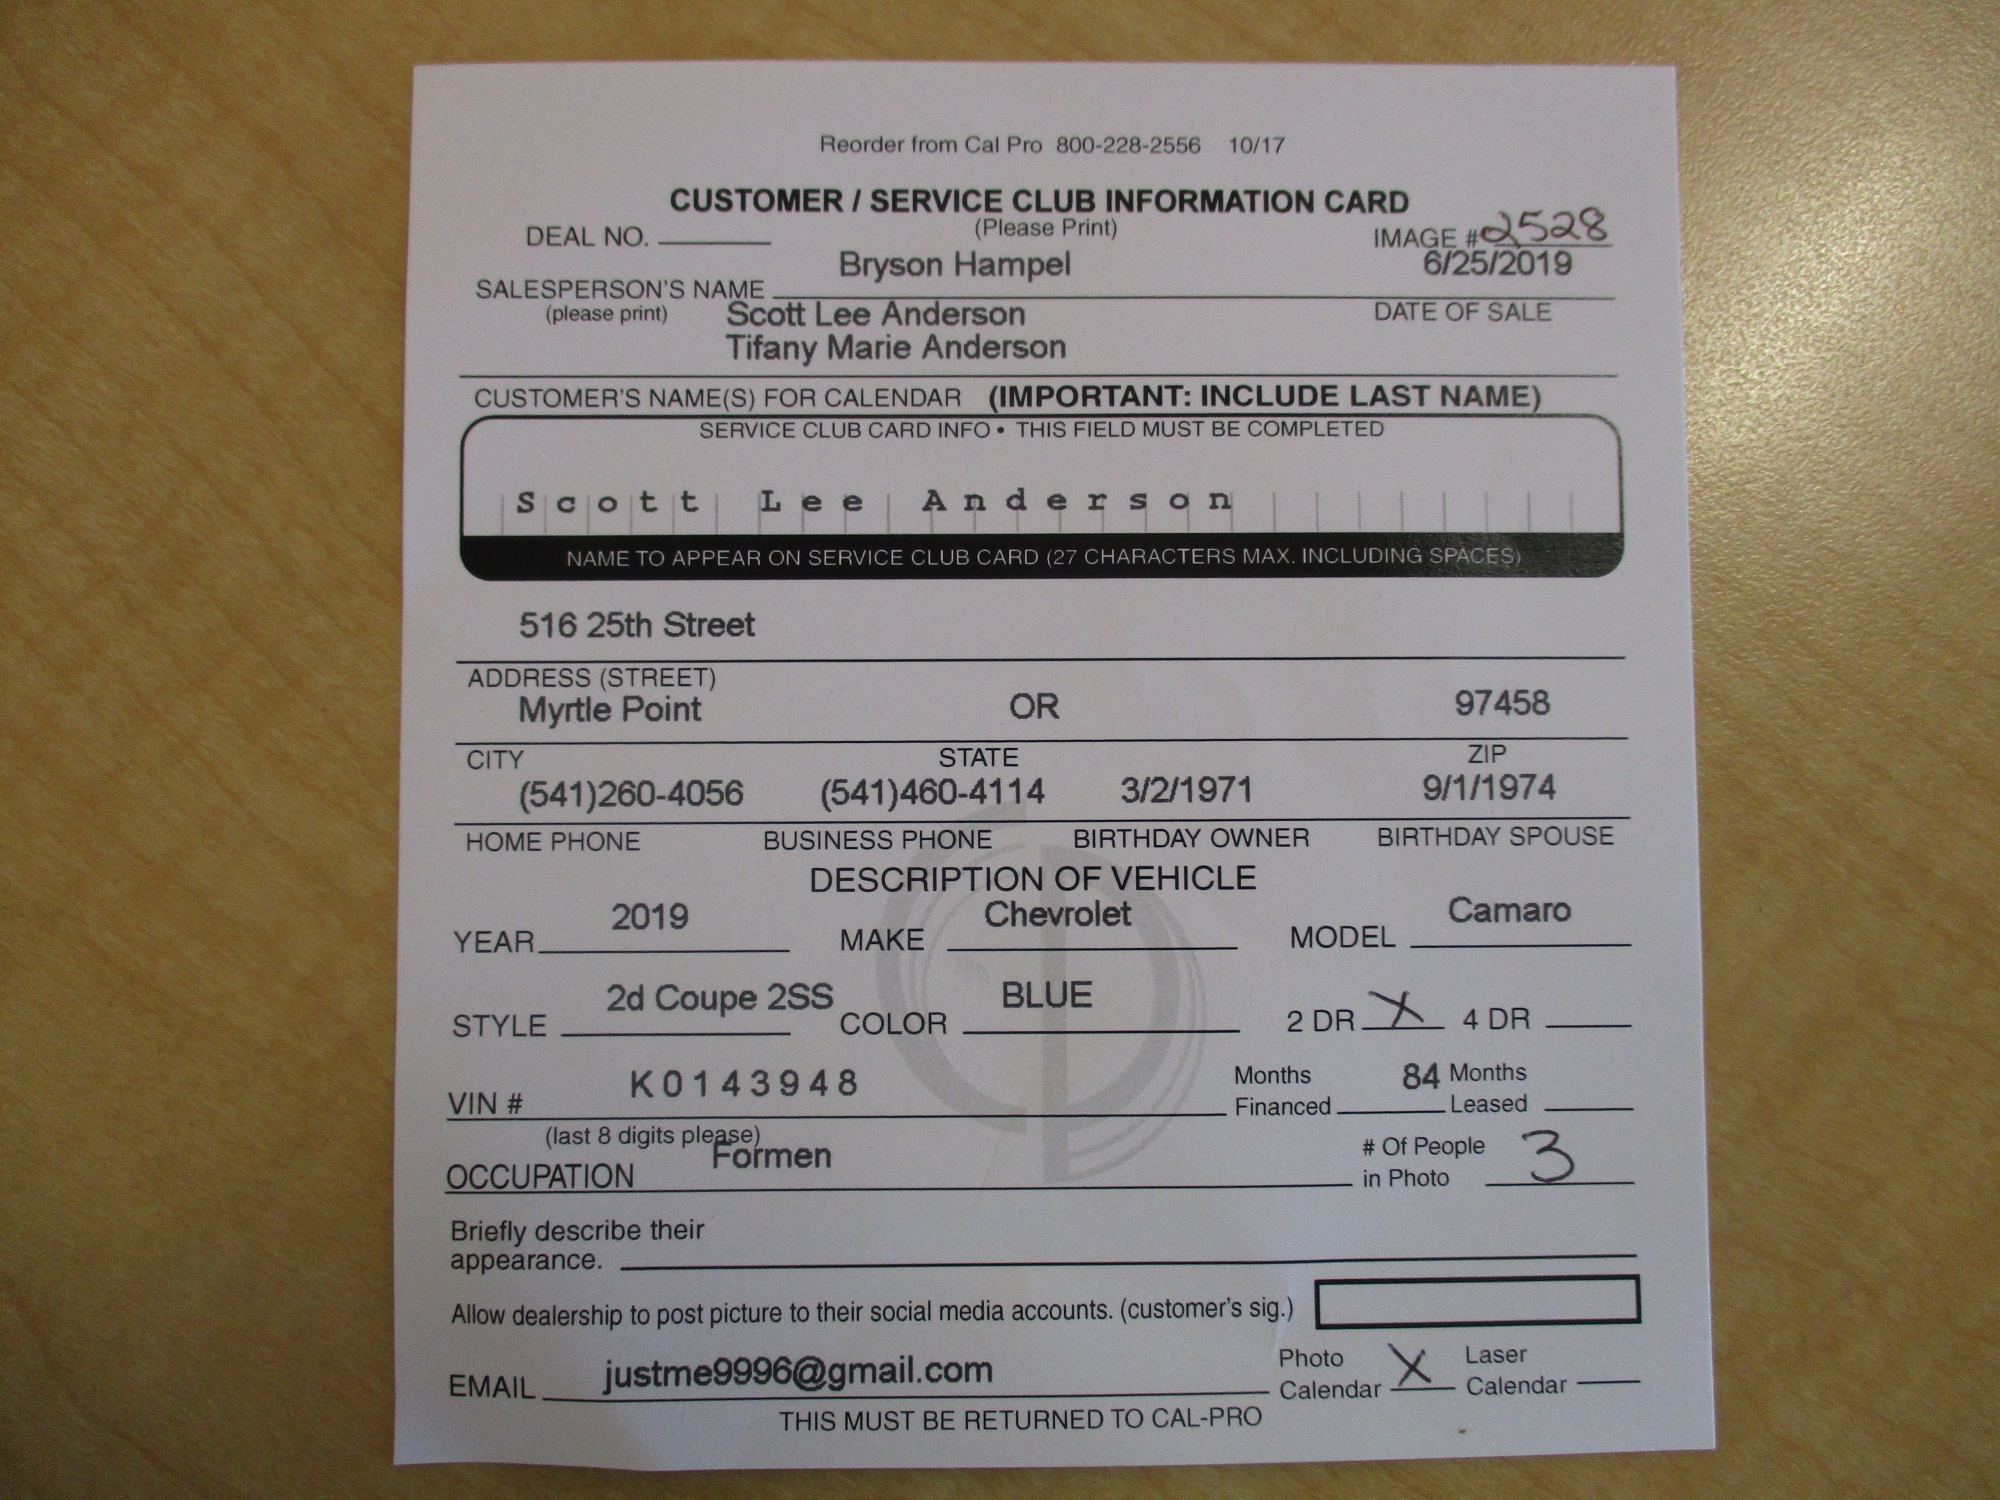 Reorder from Cal Pro 800-228-2556 10/17
CUSTOMER / SERVICE CLUB INFORMATION CARD
(Please Print)
DEAL NO. IMAGE # 2528
Bryson Hampel 6/25/2019
SALESPERSON'S NAME
(please print) Scott Lee Anderson DATE OF SALE
Tifany Marie Anderson
CUSTOMER'S NAME(S) FOR CALENDAR (IMPORTANT: INCLUDE LAST NAME)
SERVICE CLUB CARD INFO • THIS FIELD MUST BE COMPLETED
Scott Lee Anderson
NAME TO APPEAR ON SERVICE CLUB CARD (27 CHARACTERS MAX. INCLUDING SPACES)
516 25th Street
ADDRESS (STREET)
Myrtle Point OR 97458
CITY STATE ZIP
(541)260-4056 (541)460-4114 3/2/1971 9/1/1974
HOME PHONE BUSINESS PHONE BIRTHDAY OWNER BIRTHDAY SPOUSE
DESCRIPTION OF VEHICLE
YEAR 2019 MAKE Chevrolet MODEL Camaro
STYLE 2d Coupe 2SS COLOR BLUE 2 DR X 4 DR
VIN # K0143948 Months Financed 84 Months Leased
(last 8 digits please)
OCCUPATION Formen # Of People in Photo 3
Briefly describe their
appearance.
Allow dealership to post picture to their social media accounts. (customer's sig.)
EMAIL justme9996@gmail.com Photo Calendar X Laser Calendar
THIS MUST BE RETURNED TO CAL-PRO